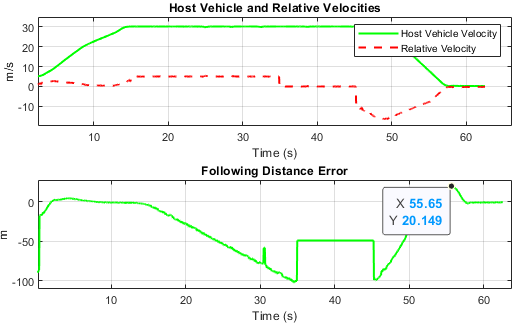 Host Vehicle and Relative Velocities
30
20
10
0
-10
m/s
Host Vehicle Velocity
Relative Velocity
10 20 30 40 50 60
Time (s)
Following Distance Error
0
-50
-100
m
X 55.65
Y 20.149
10 20 30 40 50 60
Time (s)